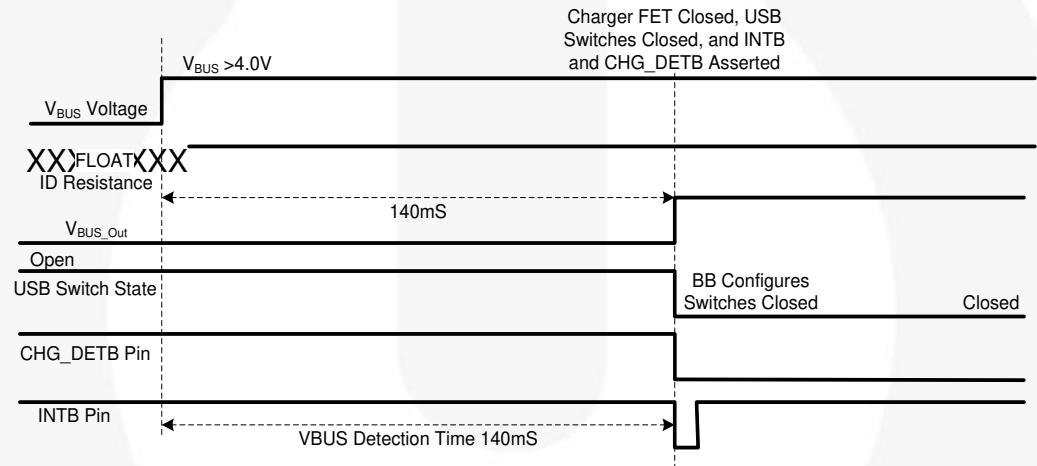 Charger FET Closed, USB
Switches Closed, and INTB
and CHG_DETB Asserted
VBUS >4.0V
VBUS Voltage
XXXFLOATXXX
ID Resistance
140mS
VBUS_Out
Open
USB Switch State
BB Configures
Switches Closed
Closed
CHG_DETB Pin
INTB Pin
VBUS Detection Time 140mS